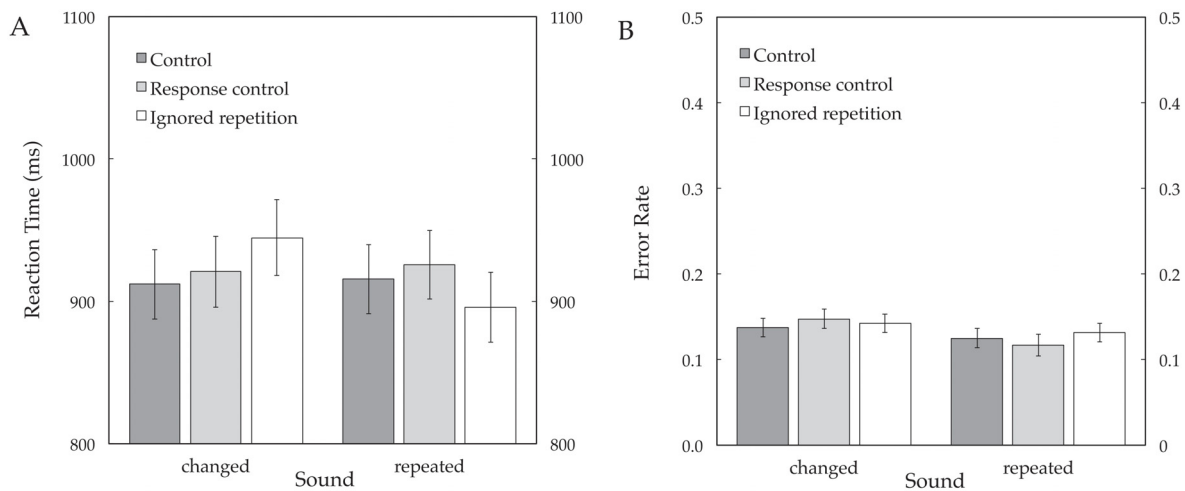 A
Reaction Time (ms)
1100
1000
900
800
Control
Response control
Ignored repetition
1100
1000
900
800
changed
repeated
Sound
B
Error Rate
0.5
0.4
0.3
0.2
0.1
0.0
Control
Response control
Ignored repetition
0.5
0.4
0.3
0.2
0.1
0
changed
repeated
Sound